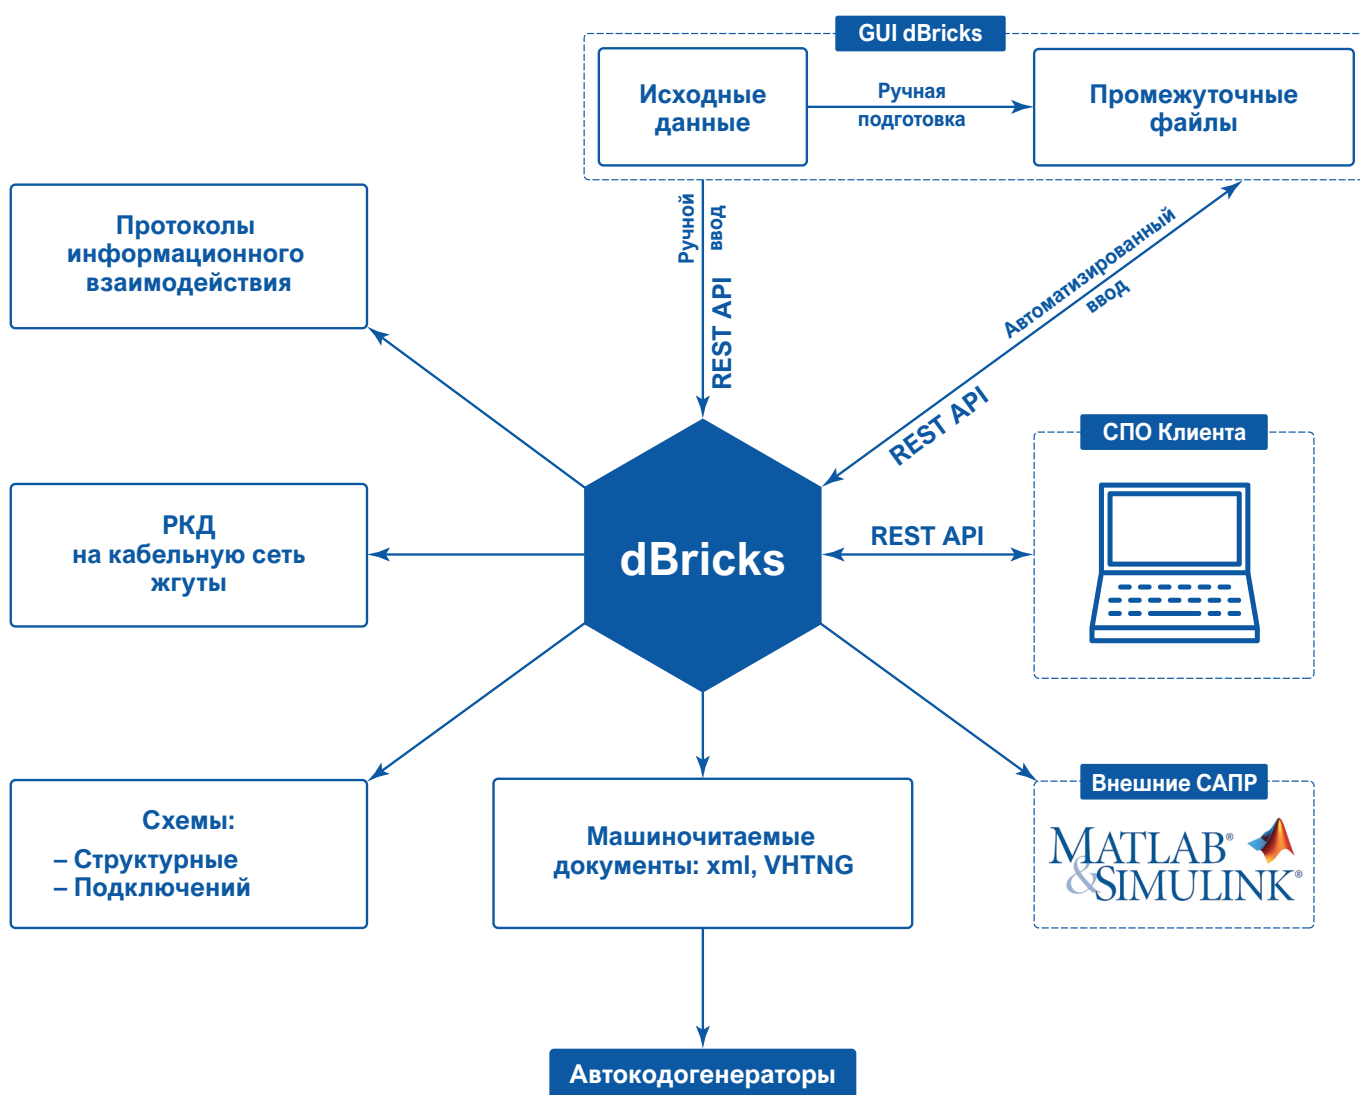 GUI dBricks
Исходные
данные
Ручная
подготовка
Промежуточные
файлы
Ручной
ввод
REST API
Автоматизированный
ввод
REST API
Протоколы
информационного
взаимодействия
СПО Клиента
РКД
на кабельную сеть
жгуты
dBricks
REST API
Схемы:
– Структурные
– Подключений
Машиночитаемые
документы: xml, VHTNG
Внешние САПР
MATLAB®
&SIMULINK®
Автокодогенераторы